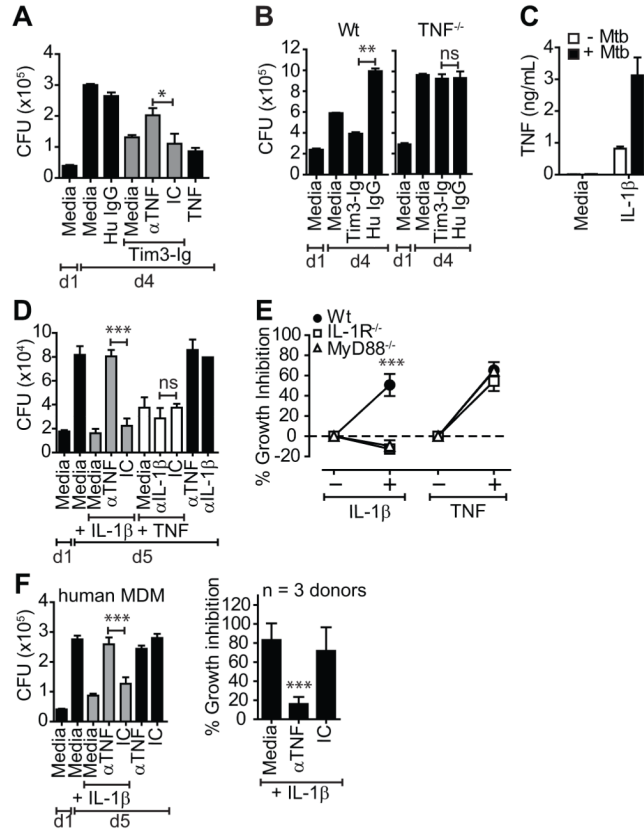 A
CFU (x10⁵)
4
3
2
1
0
*
Media
Media
Hu IgG
Media
αTNF
IC
TNF
Tim3-Ig
d1
d4
B
Wt
TNF⁻/⁻
CFU (x10⁵)
12
10
8
6
4
2
0
**
ns
Media
Media
Tim3-Ig
Hu IgG
Media
Media
Tim3-Ig
Hu IgG
d1
d4
d1
d4
C
- Mtb
+ Mtb
TNF (ng/mL)
4
3
2
1
0
Media
IL-1β
D
CFU (x10⁴)
10
8
6
4
2
0
***
ns
Media
Media
Media
αTNF
IC
Media
αIL-1β
IC
αTNF
αIL-1β
+ IL-1β + TNF
d1
d5
E
Wt
IL-1R⁻/⁻
MyD88⁻/⁻
% Growth Inhibition
100
80
60
40
20
0
-20
***
− + − +
IL-1β TNF
F
human MDM
CFU (x10⁵)
4
3
2
1
0
***
Media
Media
Media
αTNF
IC
αTNF
IC
+ IL-1β
d1
d5
n = 3 donors
% Growth inhibition
120
100
80
60
40
20
0
***
Media
αTNF
IC
+ IL-1β